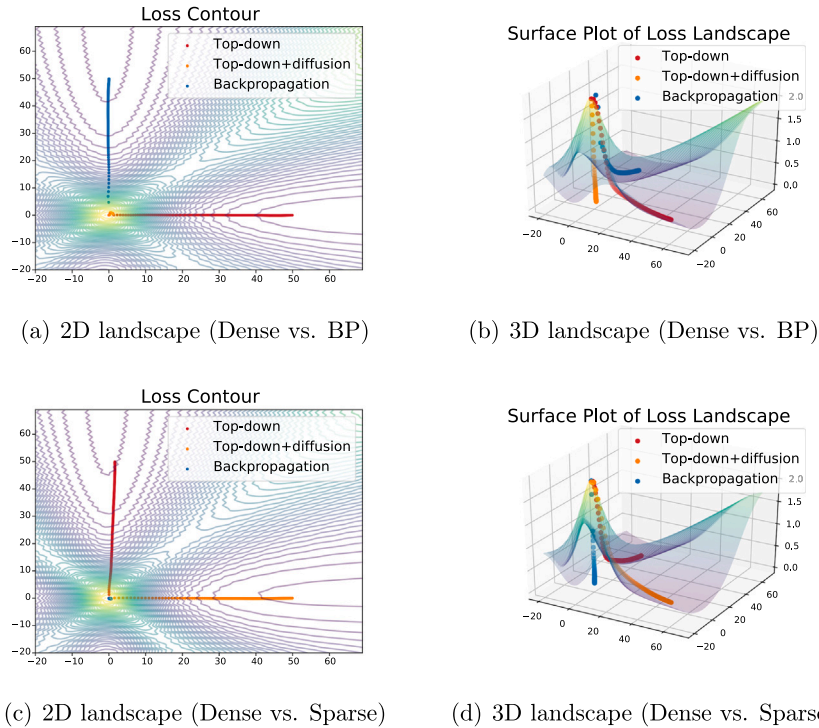 Loss Contour
Top-down
Top-down+diffusion
Backpropagation
60
50
40
30
20
10
0
−10
−20
−20 −10 0 10 20 30 40 50 60
(a) 2D landscape (Dense vs. BP)
Surface Plot of Loss Landscape
Top-down
Top-down+diffusion
Backpropagation
2.0
1.5
1.0
0.5
0.0
−20 0 20 40 60
−20 0 20 40 60
(b) 3D landscape (Dense vs. BP)
Loss Contour
Top-down
Top-down+diffusion
Backpropagation
60
50
40
30
20
10
0
−10
−20
−20 −10 0 10 20 30 40 50 60
(c) 2D landscape (Dense vs. Sparse)
Surface Plot of Loss Landscape
Top-down
Top-down+diffusion
Backpropagation
2.0
1.5
1.0
0.5
0.0
−20 0 20 40 60
−20 0 20 40 60
(d) 3D landscape (Dense vs. Spars